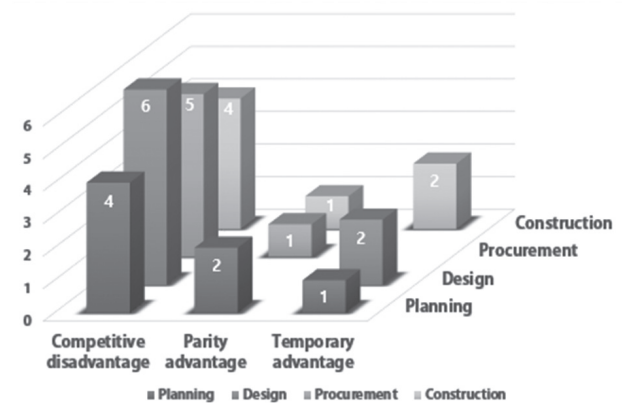 6
5
4
3
2
1
0
4
6
5
4
2
1
1
1
2
2
Construction
Procurement
Design
Planning
Competitive disadvantage
Parity advantage
Temporary advantage
Planning Design Procurement Construction